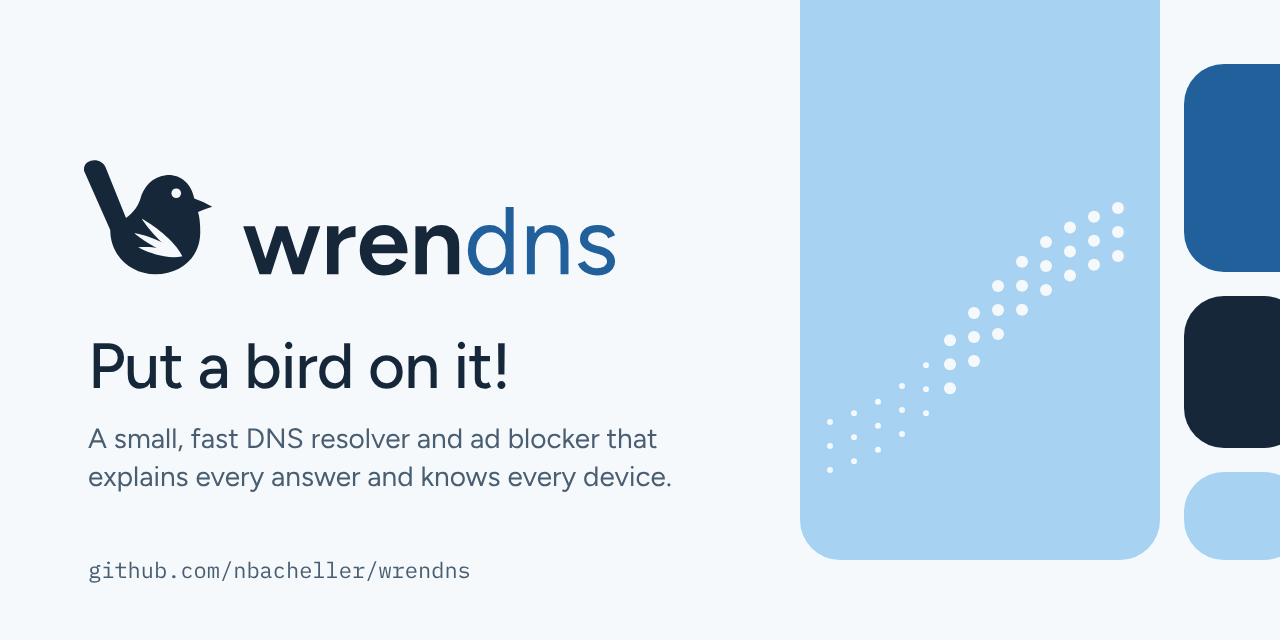 wrendns
Put a bird on it!
A small, fast DNS resolver and ad blocker that
explains every answer and knows every device.
github.com/nbacheller/wrendns